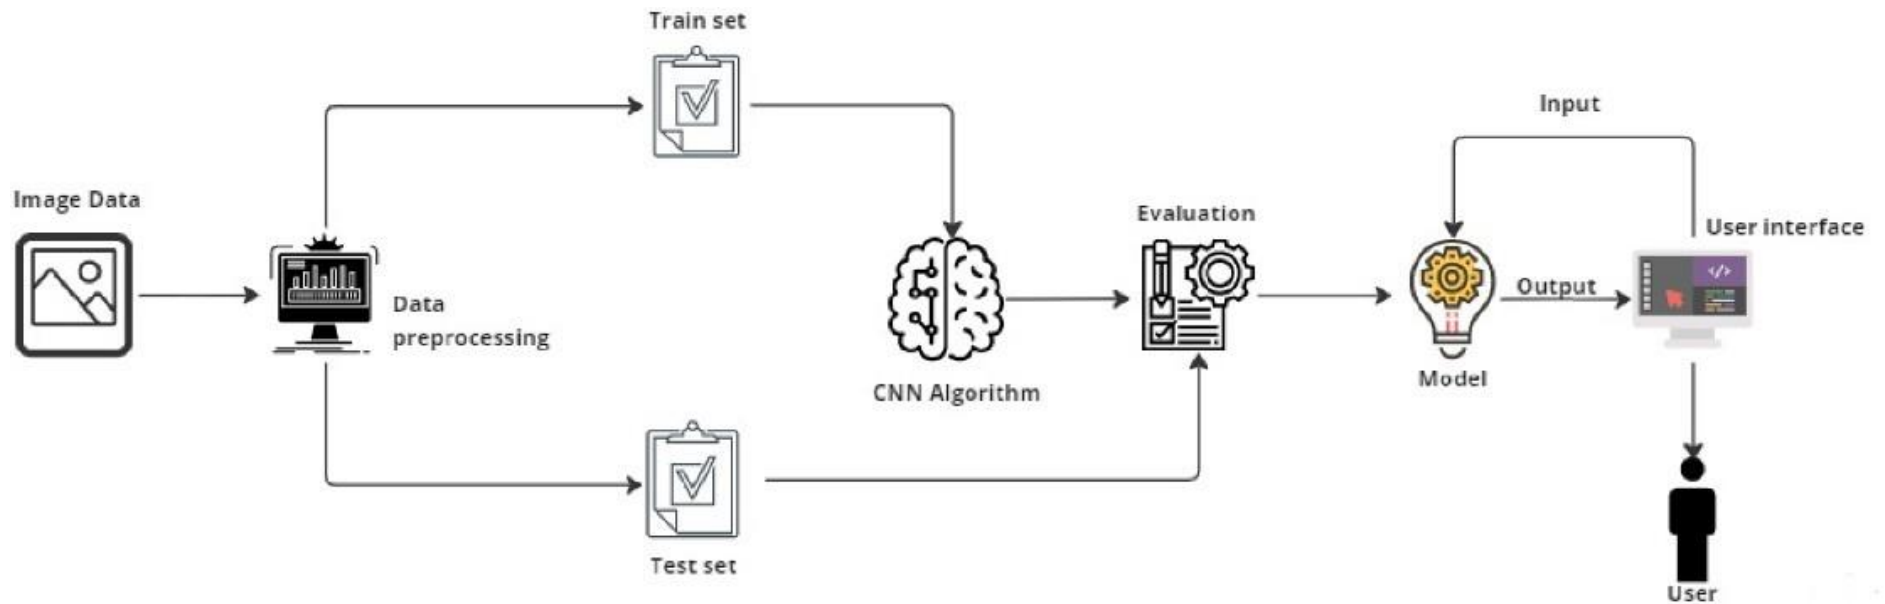 Train set
Input
Image Data
Evaluation
User interface
Data
preprocessing
Output
Model
CNN Algorithm
Test set
User